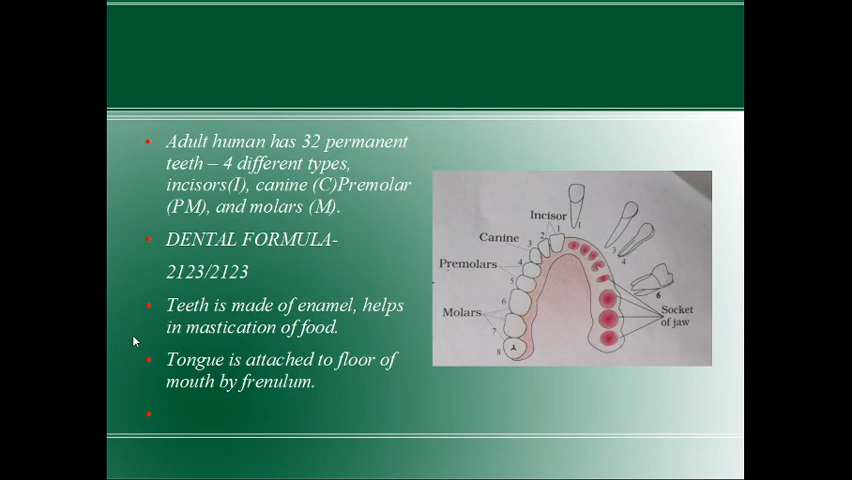 Adult human has 32 permanent
teeth – 4 different types,
incisors(I), canine (C)Premolar
(PM), and molars (M).
DENTAL FORMULA-
2123/2123
Teeth is made of enamel, helps
in mastication of food.
Tongue is attached to floor of
mouth by frenulum.
Incisor
1
1
2
Canine
3
3
4
Premolars
4
5
6
6
Molars
7
8
Socket
of jaw